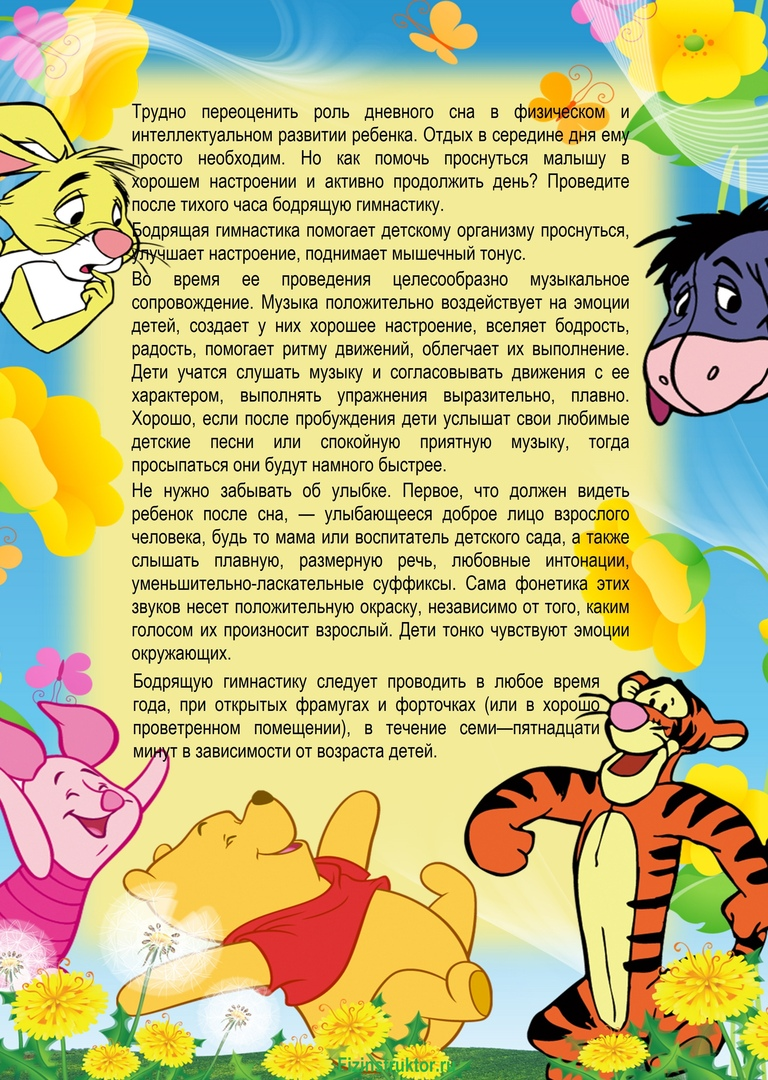 Трудно переоценить роль дневного сна в физическом и
интеллектуальном развитии ребенка. Отдых в середине дня ему
просто необходим. Но как помочь проснуться малышу в
хорошем настроении и активно продолжить день? Проведите
после тихого часа бодрящую гимнастику.
Бодрящая гимнастика помогает детскому организму проснуться,
улучшает настроение, поднимает мышечный тонус.
Во время ее проведения целесообразно музыкальное
сопровождение. Музыка положительно воздействует на эмоции
детей, создает у них хорошее настроение, вселяет бодрость,
радость, помогает ритму движений, облегчает их выполнение.
Дети учатся слушать музыку и согласовывать движения с ее
характером, выполнять упражнения выразительно, плавно.
Хорошо, если после пробуждения дети услышат свои любимые
детские песни или спокойную приятную музыку, тогда
просыпаться они будут намного быстрее.
Не нужно забывать об улыбке. Первое, что должен видеть
ребенок после сна, — улыбающееся доброе лицо взрослого
человека, будь то мама или воспитатель детского сада, а также
слышать плавную, размерную речь, любовные интонации,
уменьшительно-ласкательные суффиксы. Сама фонетика этих
звуков несет положительную окраску, независимо от того, каким
голосом их произносит взрослый. Дети тонко чувствуют эмоции
окружающих.
Бодрящую гимнастику следует проводить в любое время
года, при открытых фрамугах и форточках (или в хорошо
проветренном помещении), в течение семи—пятнадцати
минут в зависимости от возраста детей.
Fizinstruktor.ru